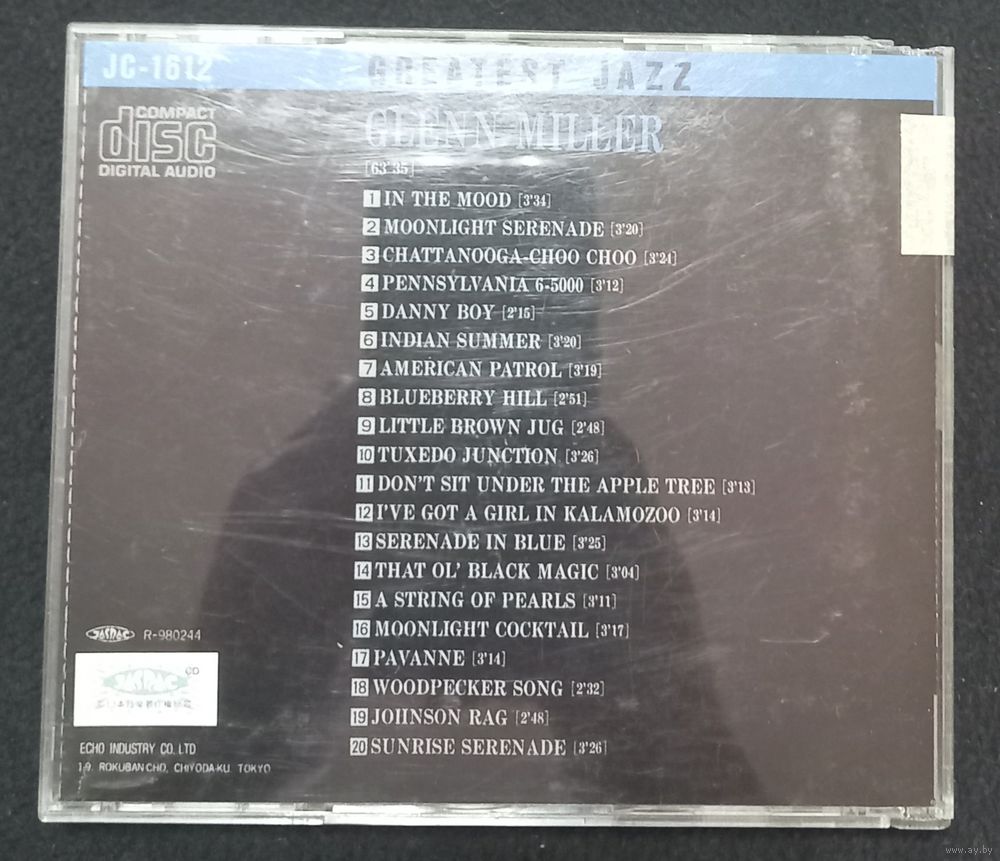 JC-1612
GREATEST JAZZ
COMPACT
disc
DIGITAL AUDIO
GLENN MILLER
[63'35]
1 IN THE MOOD [3'34]
2 MOONLIGHT SERENADE [3'20]
3 CHATTANOOGA-CHOO CHOO [3'24]
4 PENNSYLVANIA 6-5000 [3'12]
5 DANNY BOY [2'15]
6 INDIAN SUMMER [3'20]
7 AMERICAN PATROL [3'19]
8 BLUEBERRY HILL [2'51]
9 LITTLE BROWN JUG [2'48]
10 TUXEDO JUNCTION [3'26]
11 DON'T SIT UNDER THE APPLE TREE [3'13]
12 I'VE GOT A GIRL IN KALAMOZOO [3'14]
13 SERENADE IN BLUE [3'25]
14 THAT OL' BLACK MAGIC [3'04]
15 A STRING OF PEARLS [3'11]
16 MOONLIGHT COCKTAIL [3'17]
17 PAVANNE [3'14]
18 WOODPECKER SONG [2'32]
19 JOHNSON RAG [2'48]
20 SUNRISE SERENADE [3'26]
JASRAC R-980244
CD
JASRAC
ECHO INDUSTRY CO. LTD
1-9, ROKUBANCHO, CHIYODA-KU, TOKYO
www.ay.by